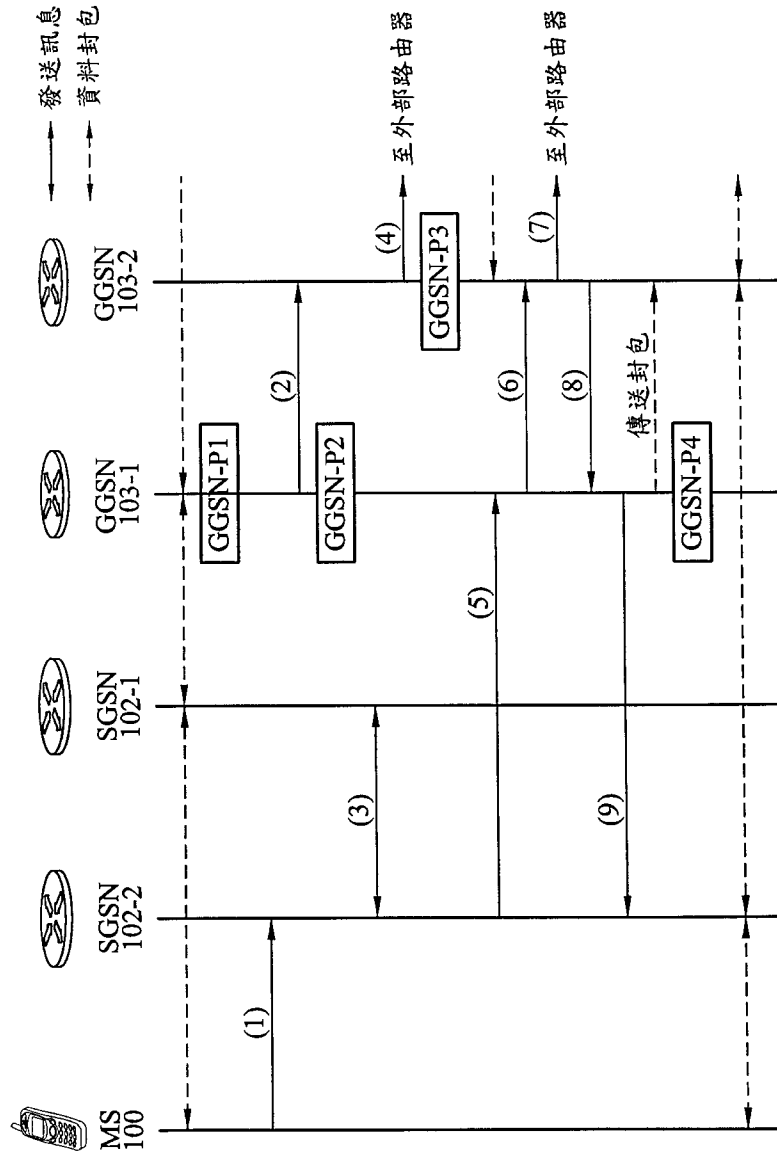 發送訊息
資料封包
MS
100
SGSN
102-2
SGSN
102-1
GGSN
103-1
GGSN
103-2
GGSN-P1
(1)
(2)
GGSN-P2
(3)
(4)
至外部路由器
GGSN-P3
(5)
(6)
(7)
至外部路由器
(8)
(9)
傳送封包
GGSN-P4